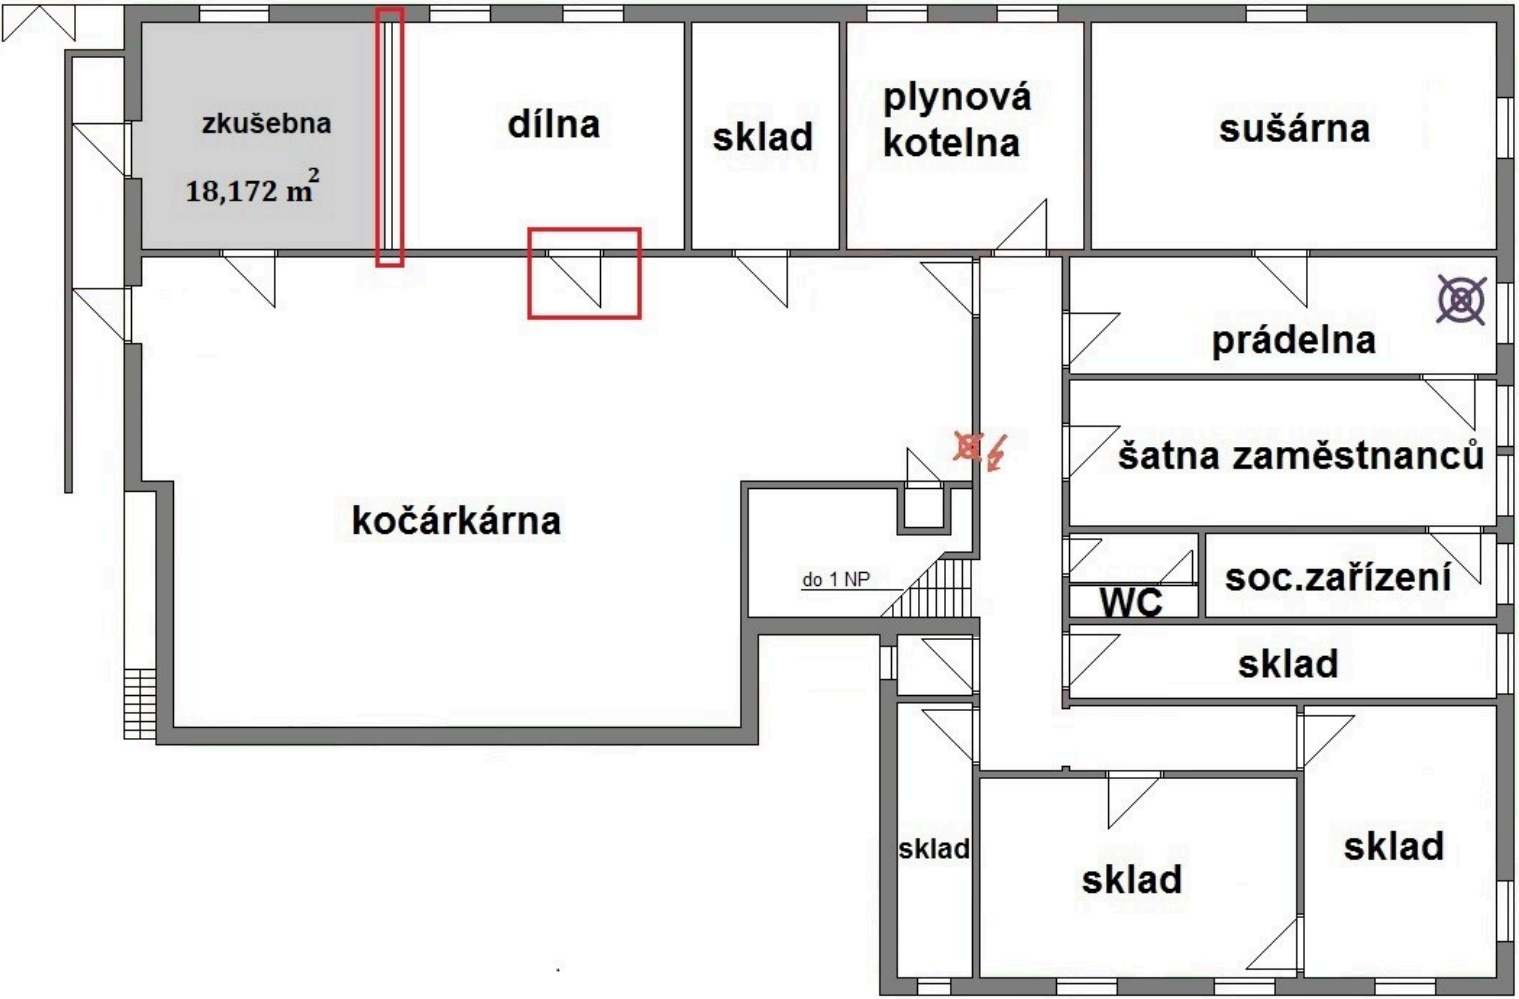 zkušebna
18,172 m²
dílna
sklad
plynová
kotelna
sušárna
prádelna
šatna zaměstnanců
kočárkárna
do 1 NP
WC
soc.zařízení
sklad
sklad
sklad
sklad